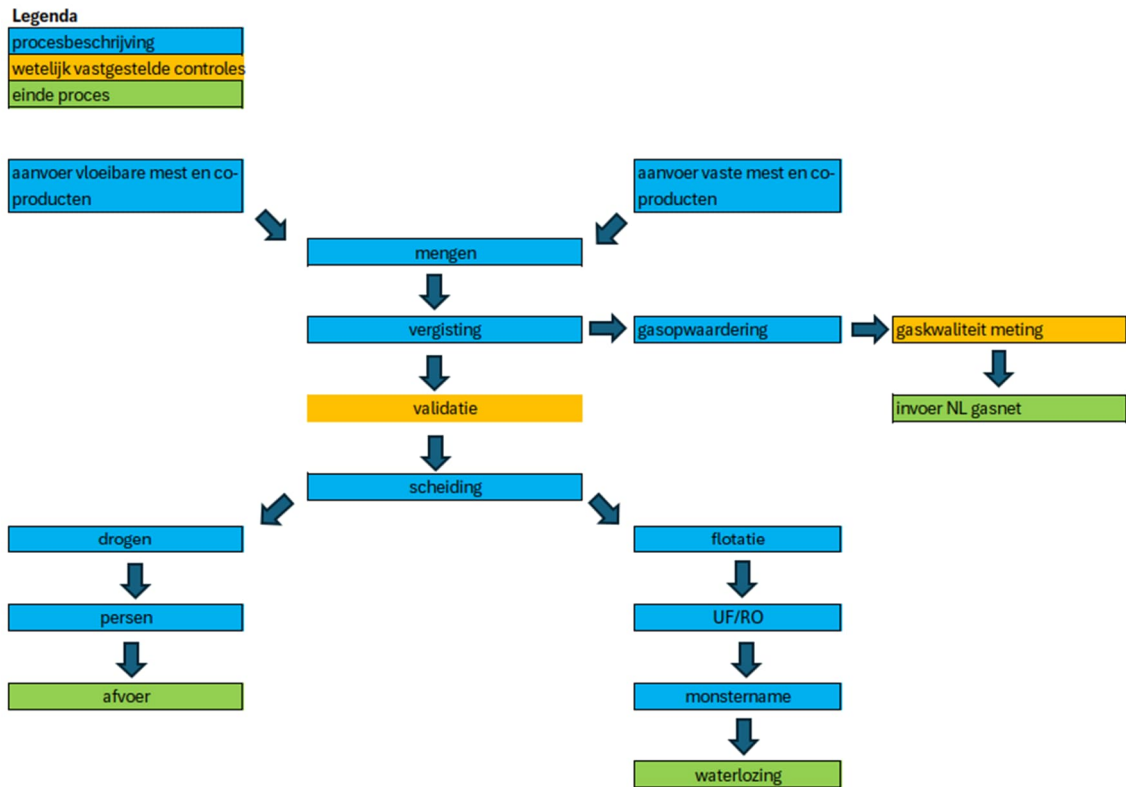 Legenda
procesbeschrijving
wetelijk vastgestelde controles
einde proces
aanvoer vloeibare mest en co-
producten
aanvoer vaste mest en co-
producten
mengen
vergisting
gasopwaardering
gaskwaliteit meting
validatie
invoer NL gasnet
scheiding
drogen
flotatie
persen
UF/RO
afvoer
monstername
waterlozing